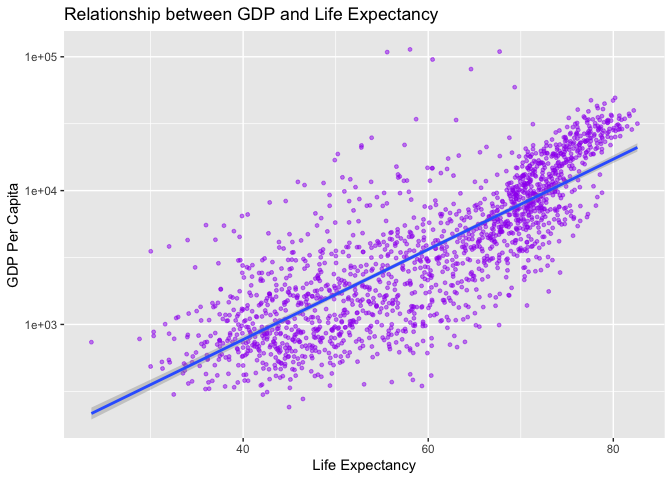 Relationship between GDP and Life Expectancy
1e+05
1e+04
1e+03
GDP Per Capita
40 60 80
Life Expectancy